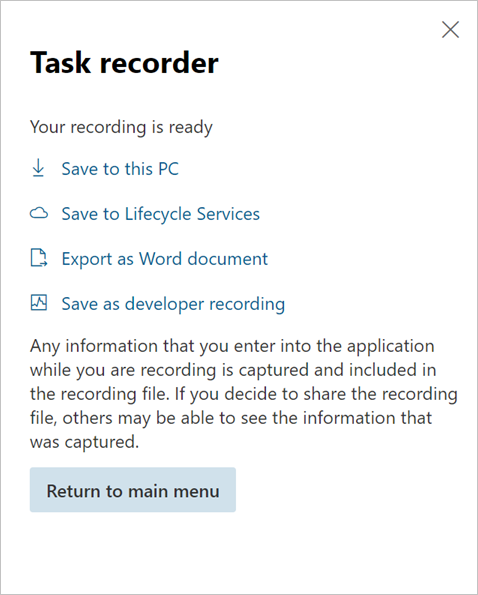 Task recorder
Your recording is ready
Save to this PC
Save to Lifecycle Services
Export as Word document
Save as developer recording
Any information that you enter into the application
while you are recording is captured and included in
the recording file. If you decide to share the recording
file, others may be able to see the information that
was captured.
Return to main menu